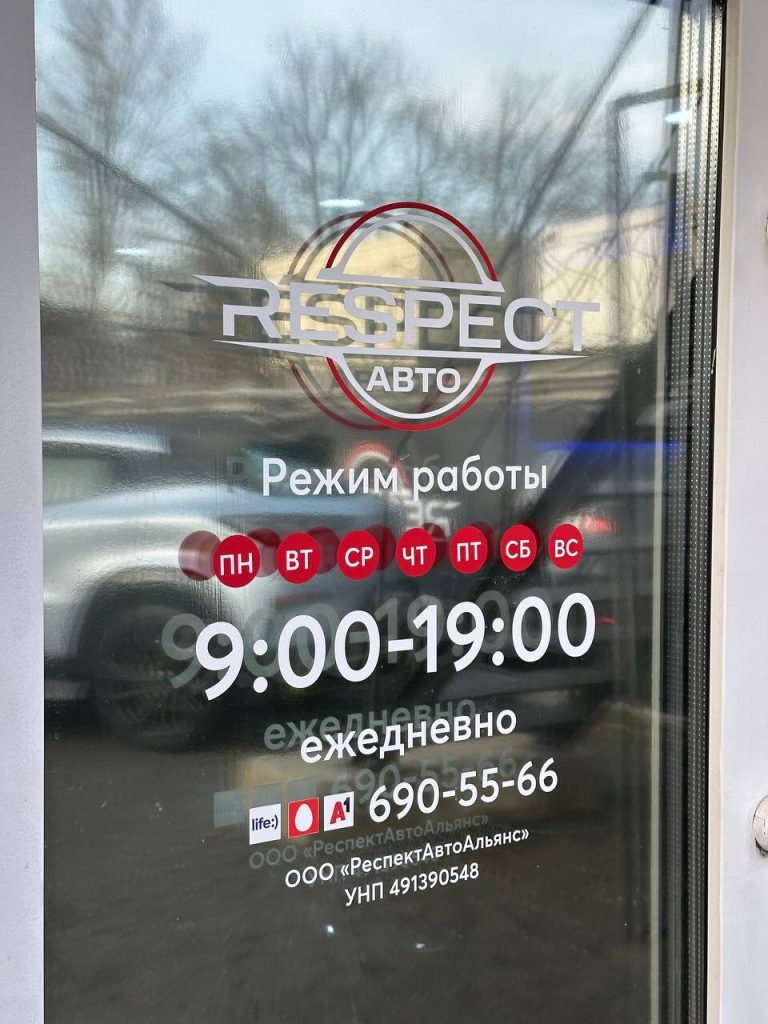 RESPECT
АВТО
Режим работы
ПН ВТ СР ЧТ ПТ СБ ВС
9:00-19:00
ежедневно
life:) A1 690-55-66
ООО «РеспектАвтоАльянс»
УНП 491390548